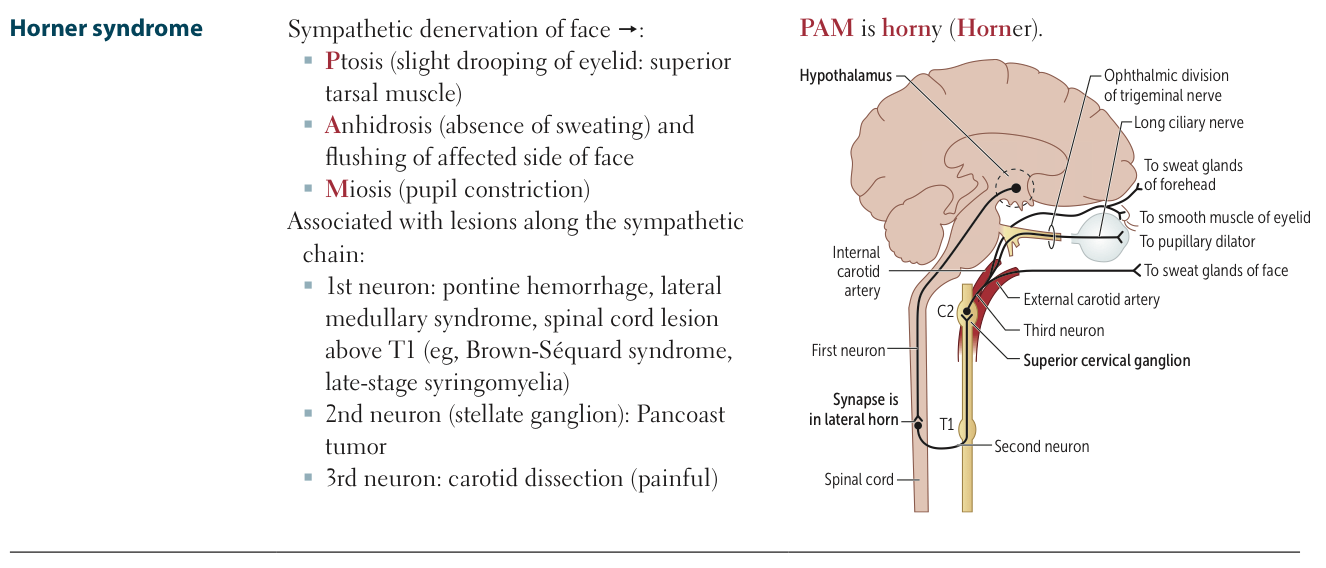 Horner syndrome
Sympathetic denervation of face →:
▪ Ptosis (slight drooping of eyelid: superior
tarsal muscle)
▪ Anhidrosis (absence of sweating) and
flushing of affected side of face
▪ Miosis (pupil constriction)
Associated with lesions along the sympathetic
chain:
▪ 1st neuron: pontine hemorrhage, lateral
medullary syndrome, spinal cord lesion
above T1 (eg, Brown-Séquard syndrome,
late-stage syringomyelia)
▪ 2nd neuron (stellate ganglion): Pancoast
tumor
▪ 3rd neuron: carotid dissection (painful)
PAM is horny (Horner).
Hypothalamus
Ophthalmic division
of trigeminal nerve
Long ciliary nerve
To sweat glands
of forehead
To smooth muscle of eyelid
To pupillary dilator
Internal
carotid
artery
To sweat glands of face
External carotid artery
C2
Third neuron
First neuron
Superior cervical ganglion
Synapse is
in lateral horn
T1
Second neuron
Spinal cord